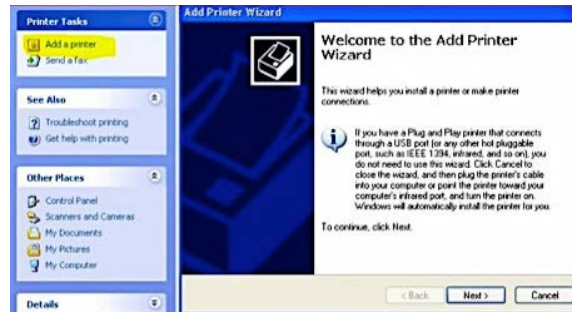 Printer Tasks
Add a printer
Send a fax
See Also
Troubleshoot printing
Get help with printing
Other Places
Control Panel
Scanners and Cameras
My Documents
My Pictures
My Computer
Details
Add Printer Wizard
Welcome to the Add Printer
Wizard
This wizard helps you install a printer or make printer
connections.
If you have a Plug and Play printer that connects
through a USB port (or any other hot pluggable
port, such as IEEE 1394, infrared, and so on), you
do not need to use this wizard. Click Cancel to
close the wizard, and then plug the printer's cable
into your computer or point the printer toward your
computer's infrared port, and turn the printer on.
Windows will automatically install the printer for you.
To continue, click Next.
< Back
Next >
Cancel